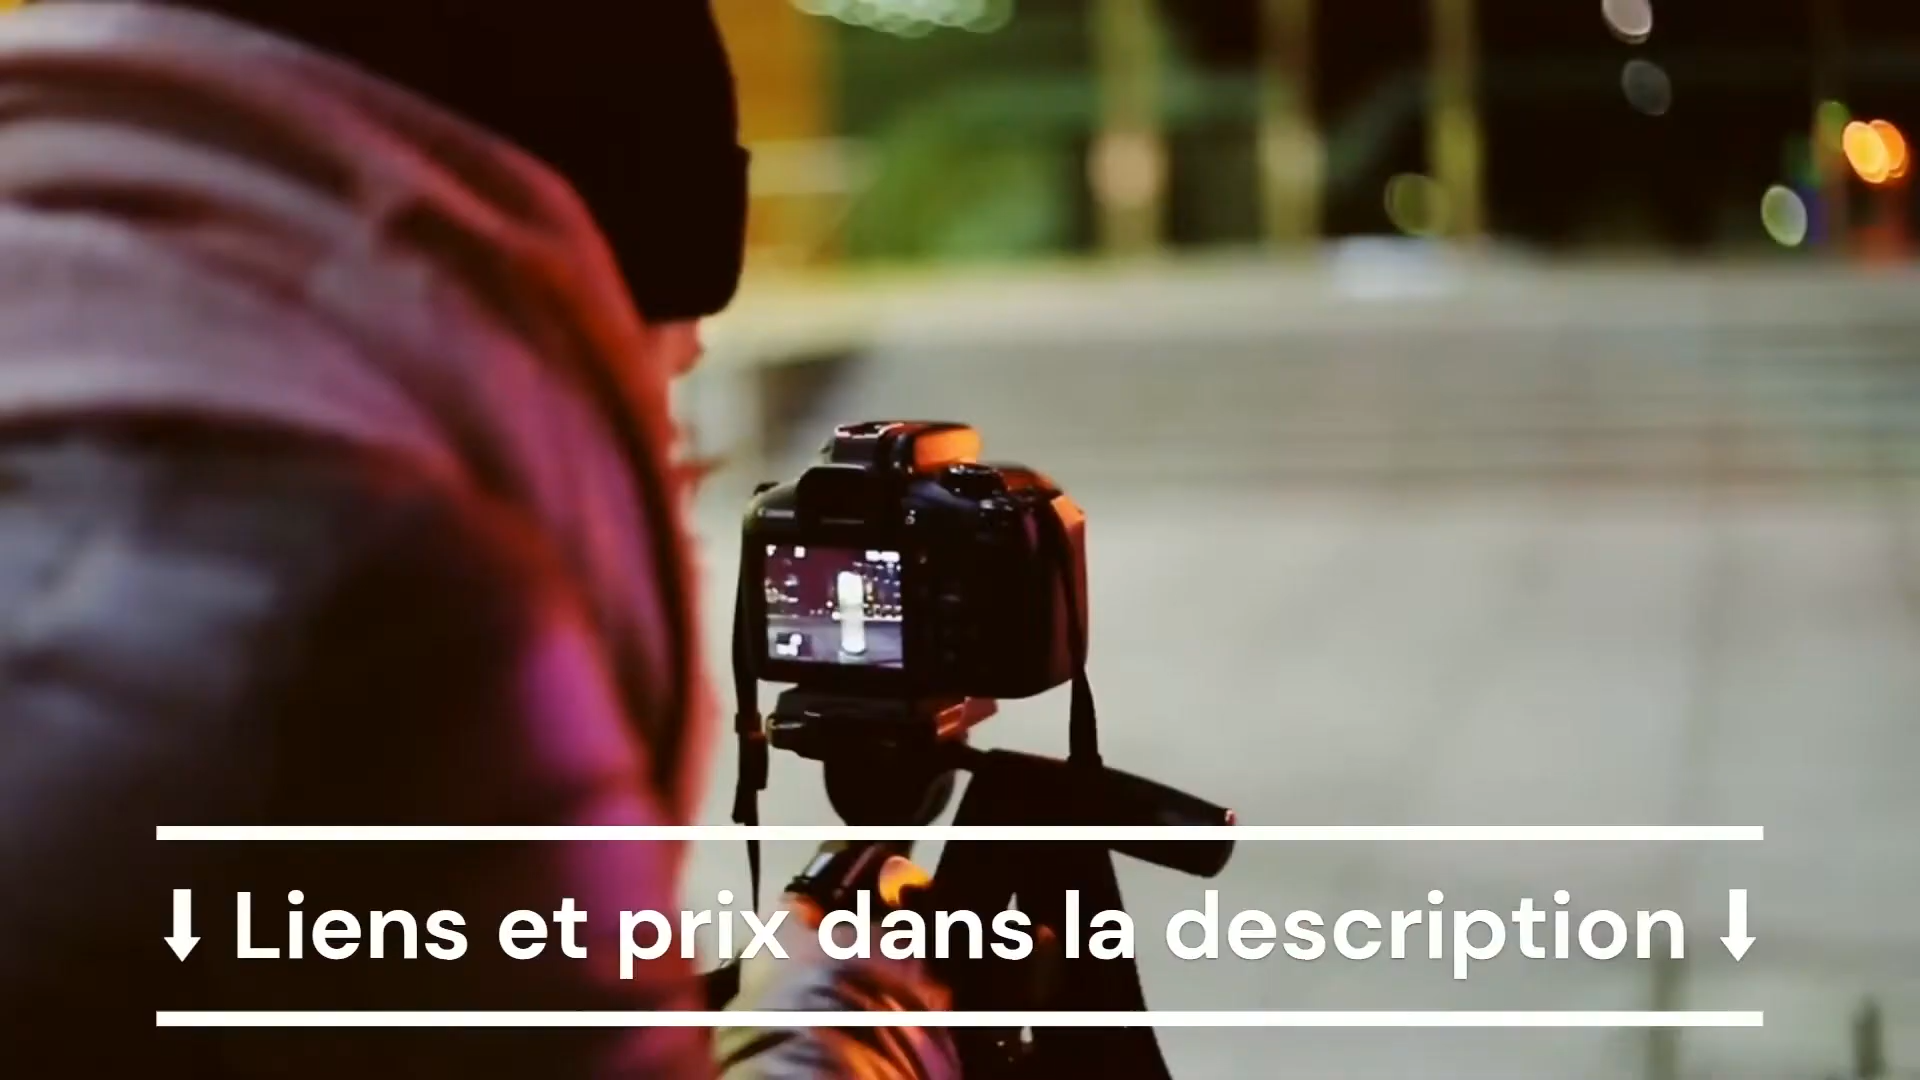 ⬇ Liens et prix dans la description ⬇